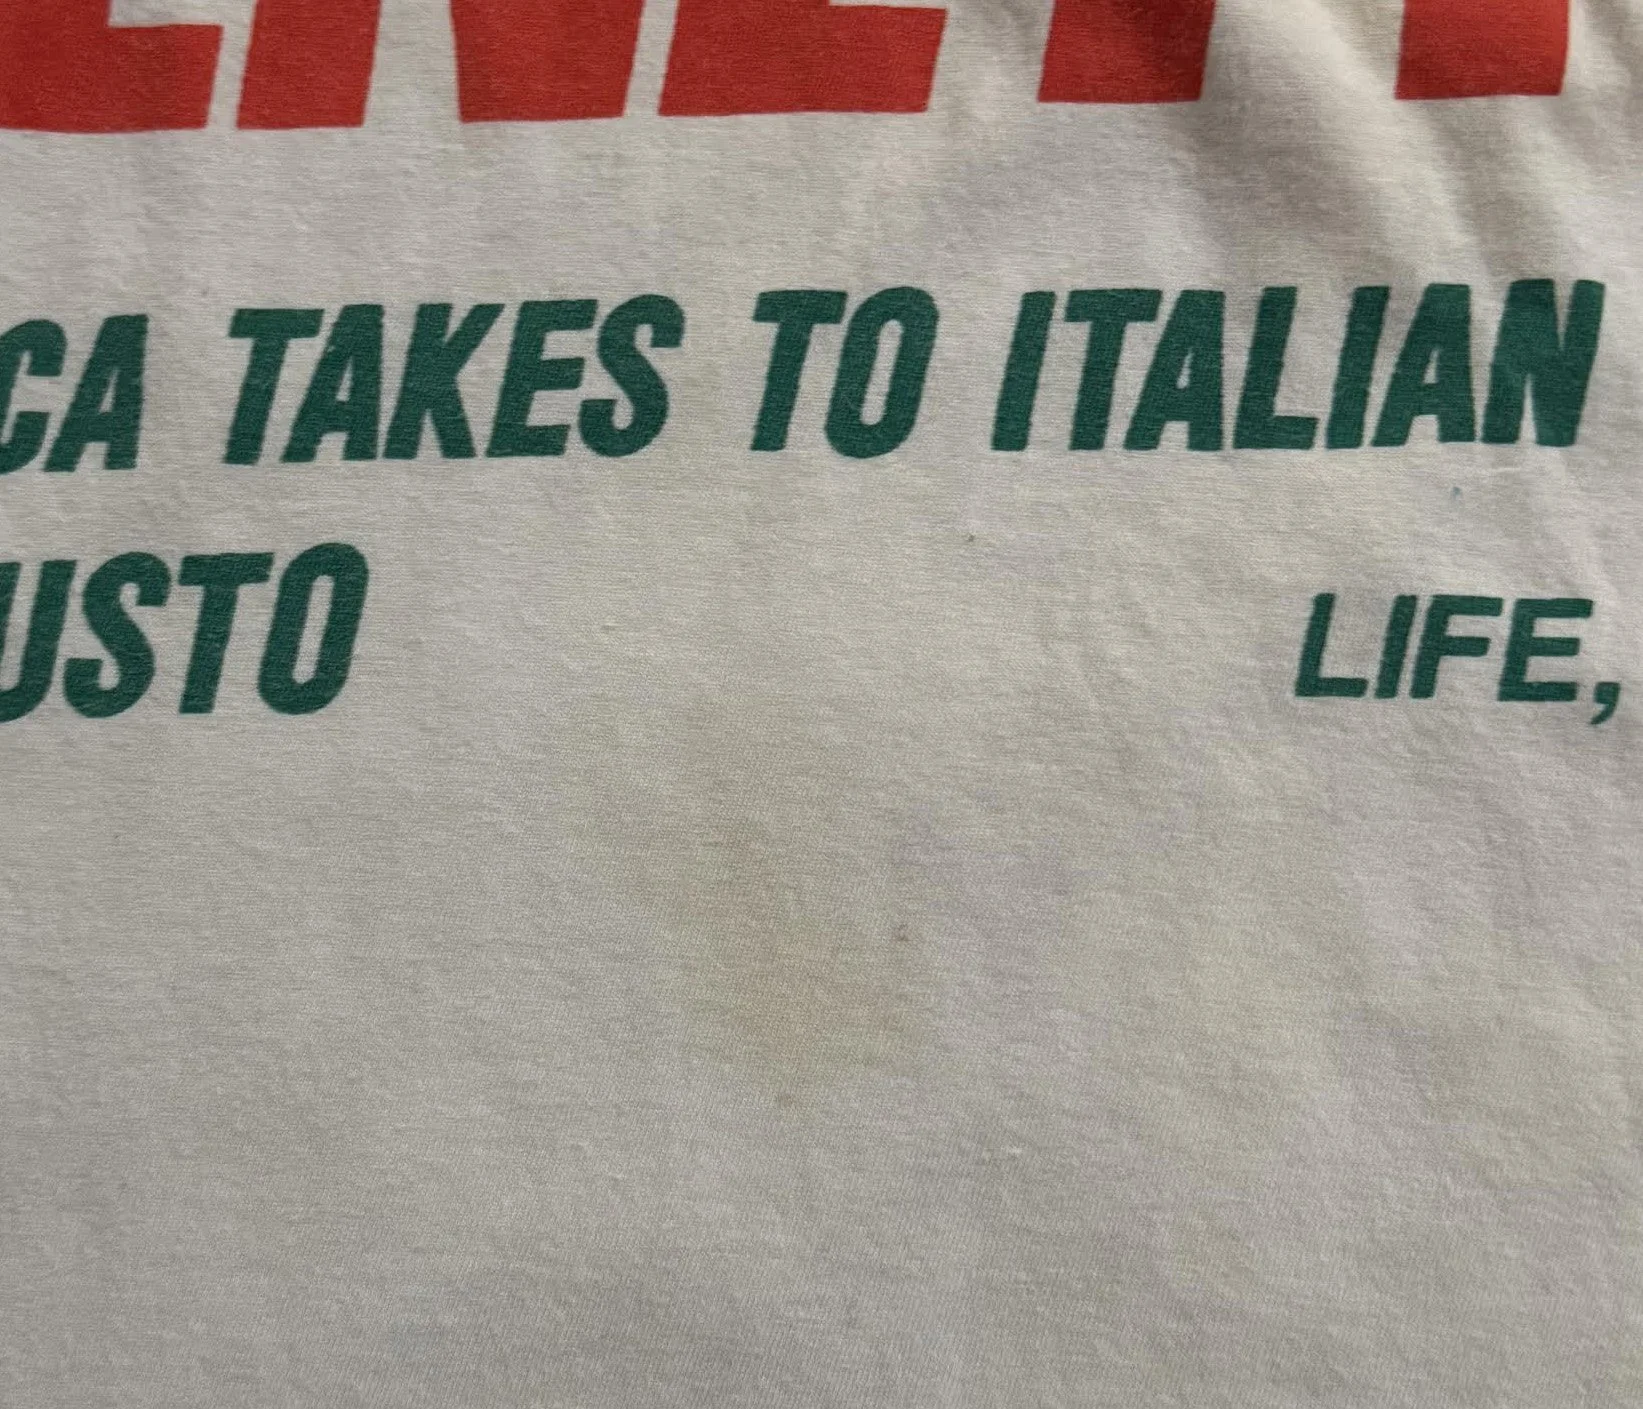 CA TAKES TO ITALIAN
USTO LIFE,